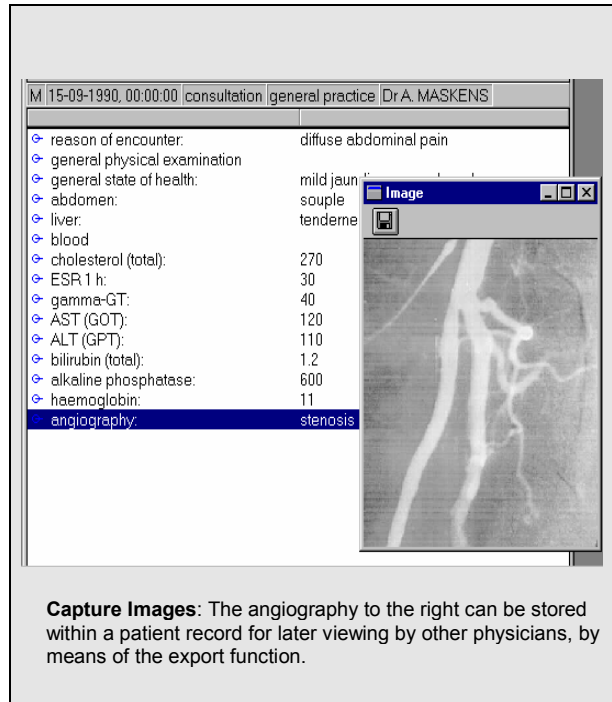 M 15-09-1990, 00:00:00 consultation general practice Dr A. MASKENS
reason of encounter: diffuse abdominal pain
general physical examination
general state of health: mild
abdomen: souple
liver:
blood
cholesterol (total): 270
ESR 1 h: 30
gamma-GT: 40
AST (GOT): 120
ALT (GPT): 110
bilirubin (total): 1.2
alkaline phosphatase: 600
haemoglobin: 11
angiography: stenosis
Image
Capture Images: The angiography to the right can be stored
within a patient record for later viewing by other physicians, by
means of the export function.